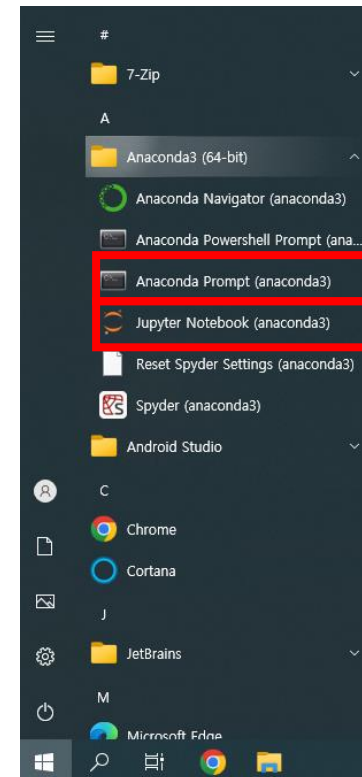 #
7-Zip
A
Anaconda3 (64-bit)
Anaconda Navigator (anaconda3)
Anaconda Powershell Prompt (ana...
Anaconda Prompt (anaconda3)
Jupyter Notebook (anaconda3)
Reset Spyder Settings (anaconda3)
Spyder (anaconda3)
Android Studio
C
Chrome
Cortana
J
JetBrains
M
Microsoft Edge